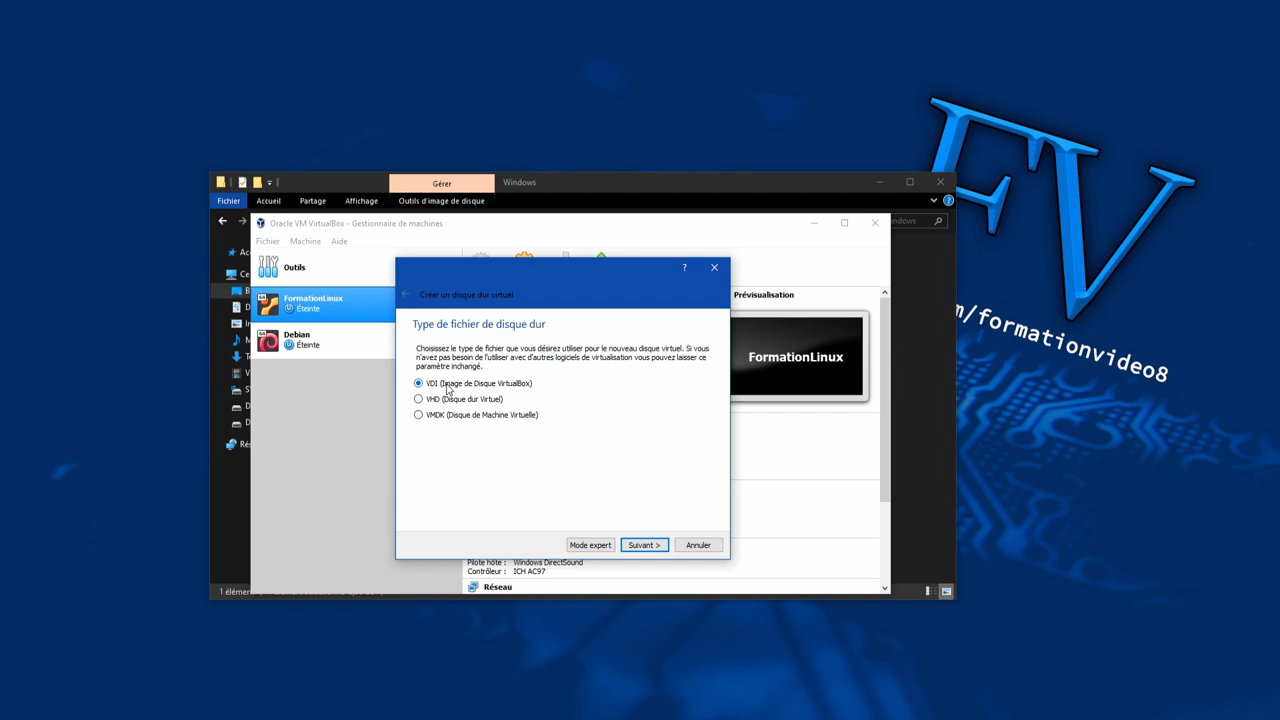 Gérer
Windows
Fichier
Accueil
Partage
Affichage
Outils d'image de disque
Oracle VM VirtualBox - Gestionnaire de machines
Fichier
Machine
Aide
Outils
FormationLinux
Éteinte
Debian
Éteinte
Créer un disque dur virtuel
Type de fichier de disque dur
Choisissez le type de fichier que vous désirez utiliser pour le nouveau disque virtuel. Si vous
n'avez pas besoin de l'utiliser avec d'autres logiciels de virtualisation vous pouvez laisser ce
paramètre inchangé.
VDI (Image de Disque VirtualBox)
VHD (Disque dur Virtuel)
VMDK (Disque de Machine Virtuelle)
Mode expert
Suivant >
Annuler
Prévisualisation
FormationLinux
Pilote hôte : Windows DirectSound
Contrôleur : ICH AC97
Réseau
FV
m/formationvideo8